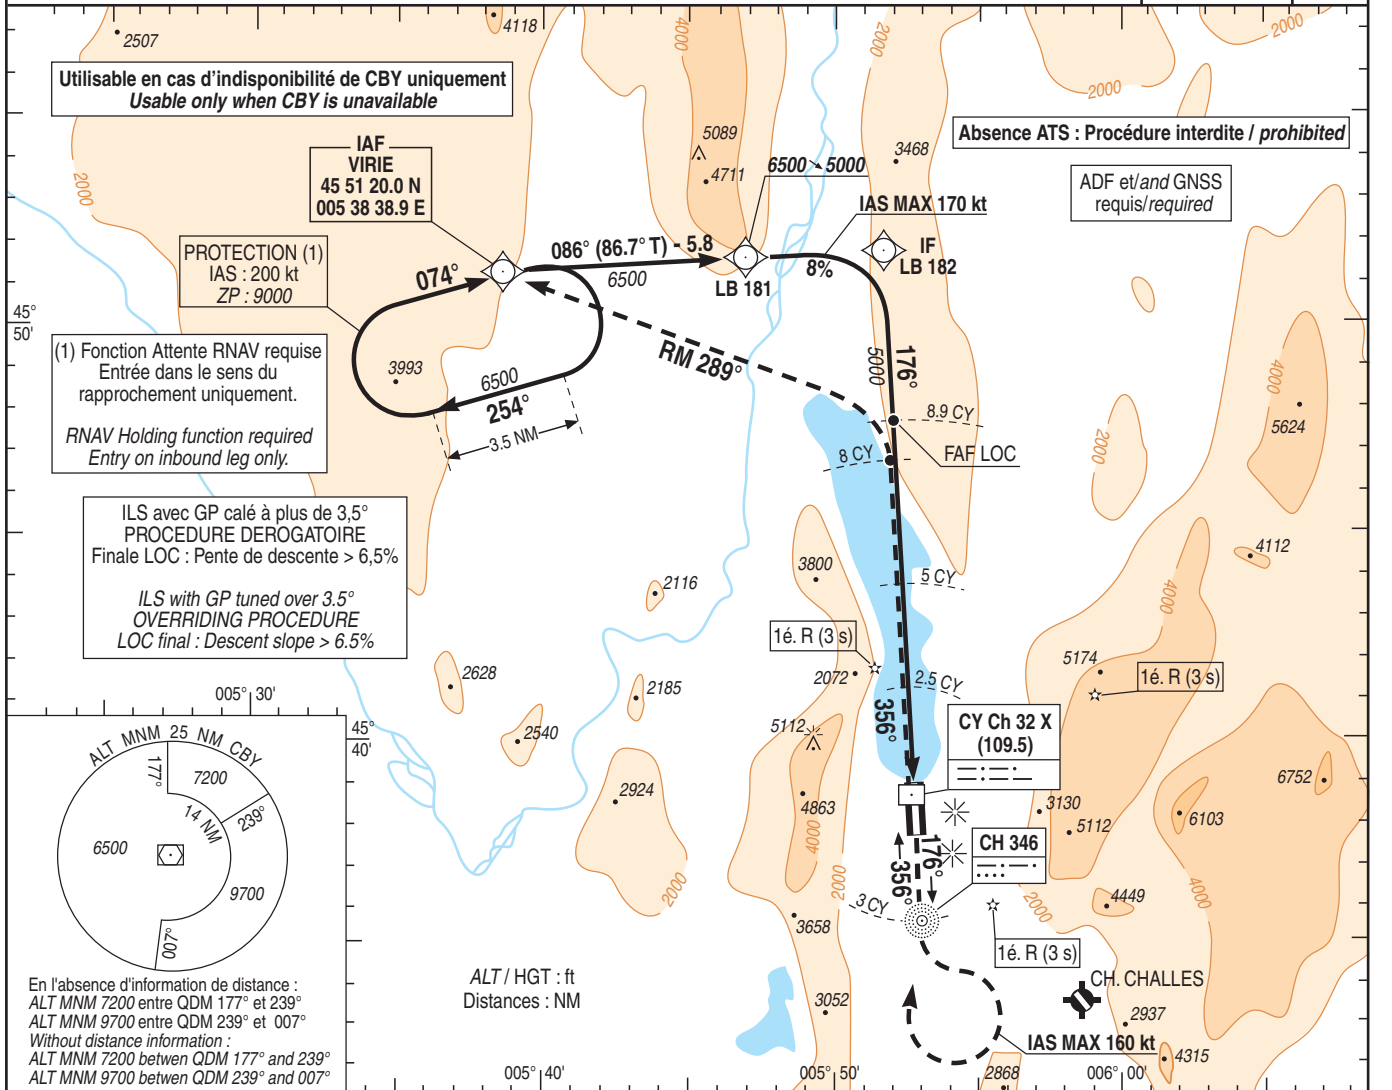 2507
4118
4000
2000
2000
2000
Utilisable en cas d'indisponibilité de CBY uniquement
Usable only when CBY is unavailable
Absence ATS : Procédure interdite / prohibited
ADF et/and GNSS
requis/required
IAF
VIRIE
45 51 20.0 N
005 38 38.9 E
2000
5089
4711
3468
6500 5000
IAS MAX 170 kt
PROTECTION (1)
IAS : 200 kt
ZP : 9000
074°
086° (86.7° T) - 5.8
6500
LB 181
8%
IF
LB 182
45°
50'
(1) Fonction Attente RNAV requise
Entrée dans le sens du
rapprochement uniquement.
RNAV Holding function required
Entry on inbound leg only.
3993
6500
254°
3.5 NM
RM 289°
176°
5000
8.9 CY
FAF LOC
8 CY
2000
4000
5624
4112
4000
ILS avec GP calé à plus de 3,5°
PROCEDURE DEROGATOIRE
Finale LOC : Pente de descente > 6,5%
ILS with GP tuned over 3.5°
OVERRIDING PROCEDURE
LOC final : Descent slope > 6.5%
2116
3800
5 CY
1é. R (3 s)
2072
2.5 CY
5174
1é. R (3 s)
2628
2185
2540
005° 30'
45°
40'
356°
5112
CY Ch 32 X
(109.5)
6752
ALT MNM 25 NM CBY
177°
7200
14 NM
239°
6500
9700
007°
2924
4863
4000
3130
5112
6103
CH 346
176°
356°
2000
2000
3 CY
2000
4449
4000
3658
1é. R (3 s)
CH. CHALLES
ALT / HGT : ft
Distances : NM
3052
2937
IAS MAX 160 kt
4315
2868
En l'absence d'information de distance :
ALT MNM 7200 entre QDM 177° et 239°
ALT MNM 9700 entre QDM 239° et 007°
Without distance information :
ALT MNM 7200 betwen QDM 177° and 239°
ALT MNM 9700 betwen QDM 239° and 007°
005° 40'
005° 50'
006° 00'